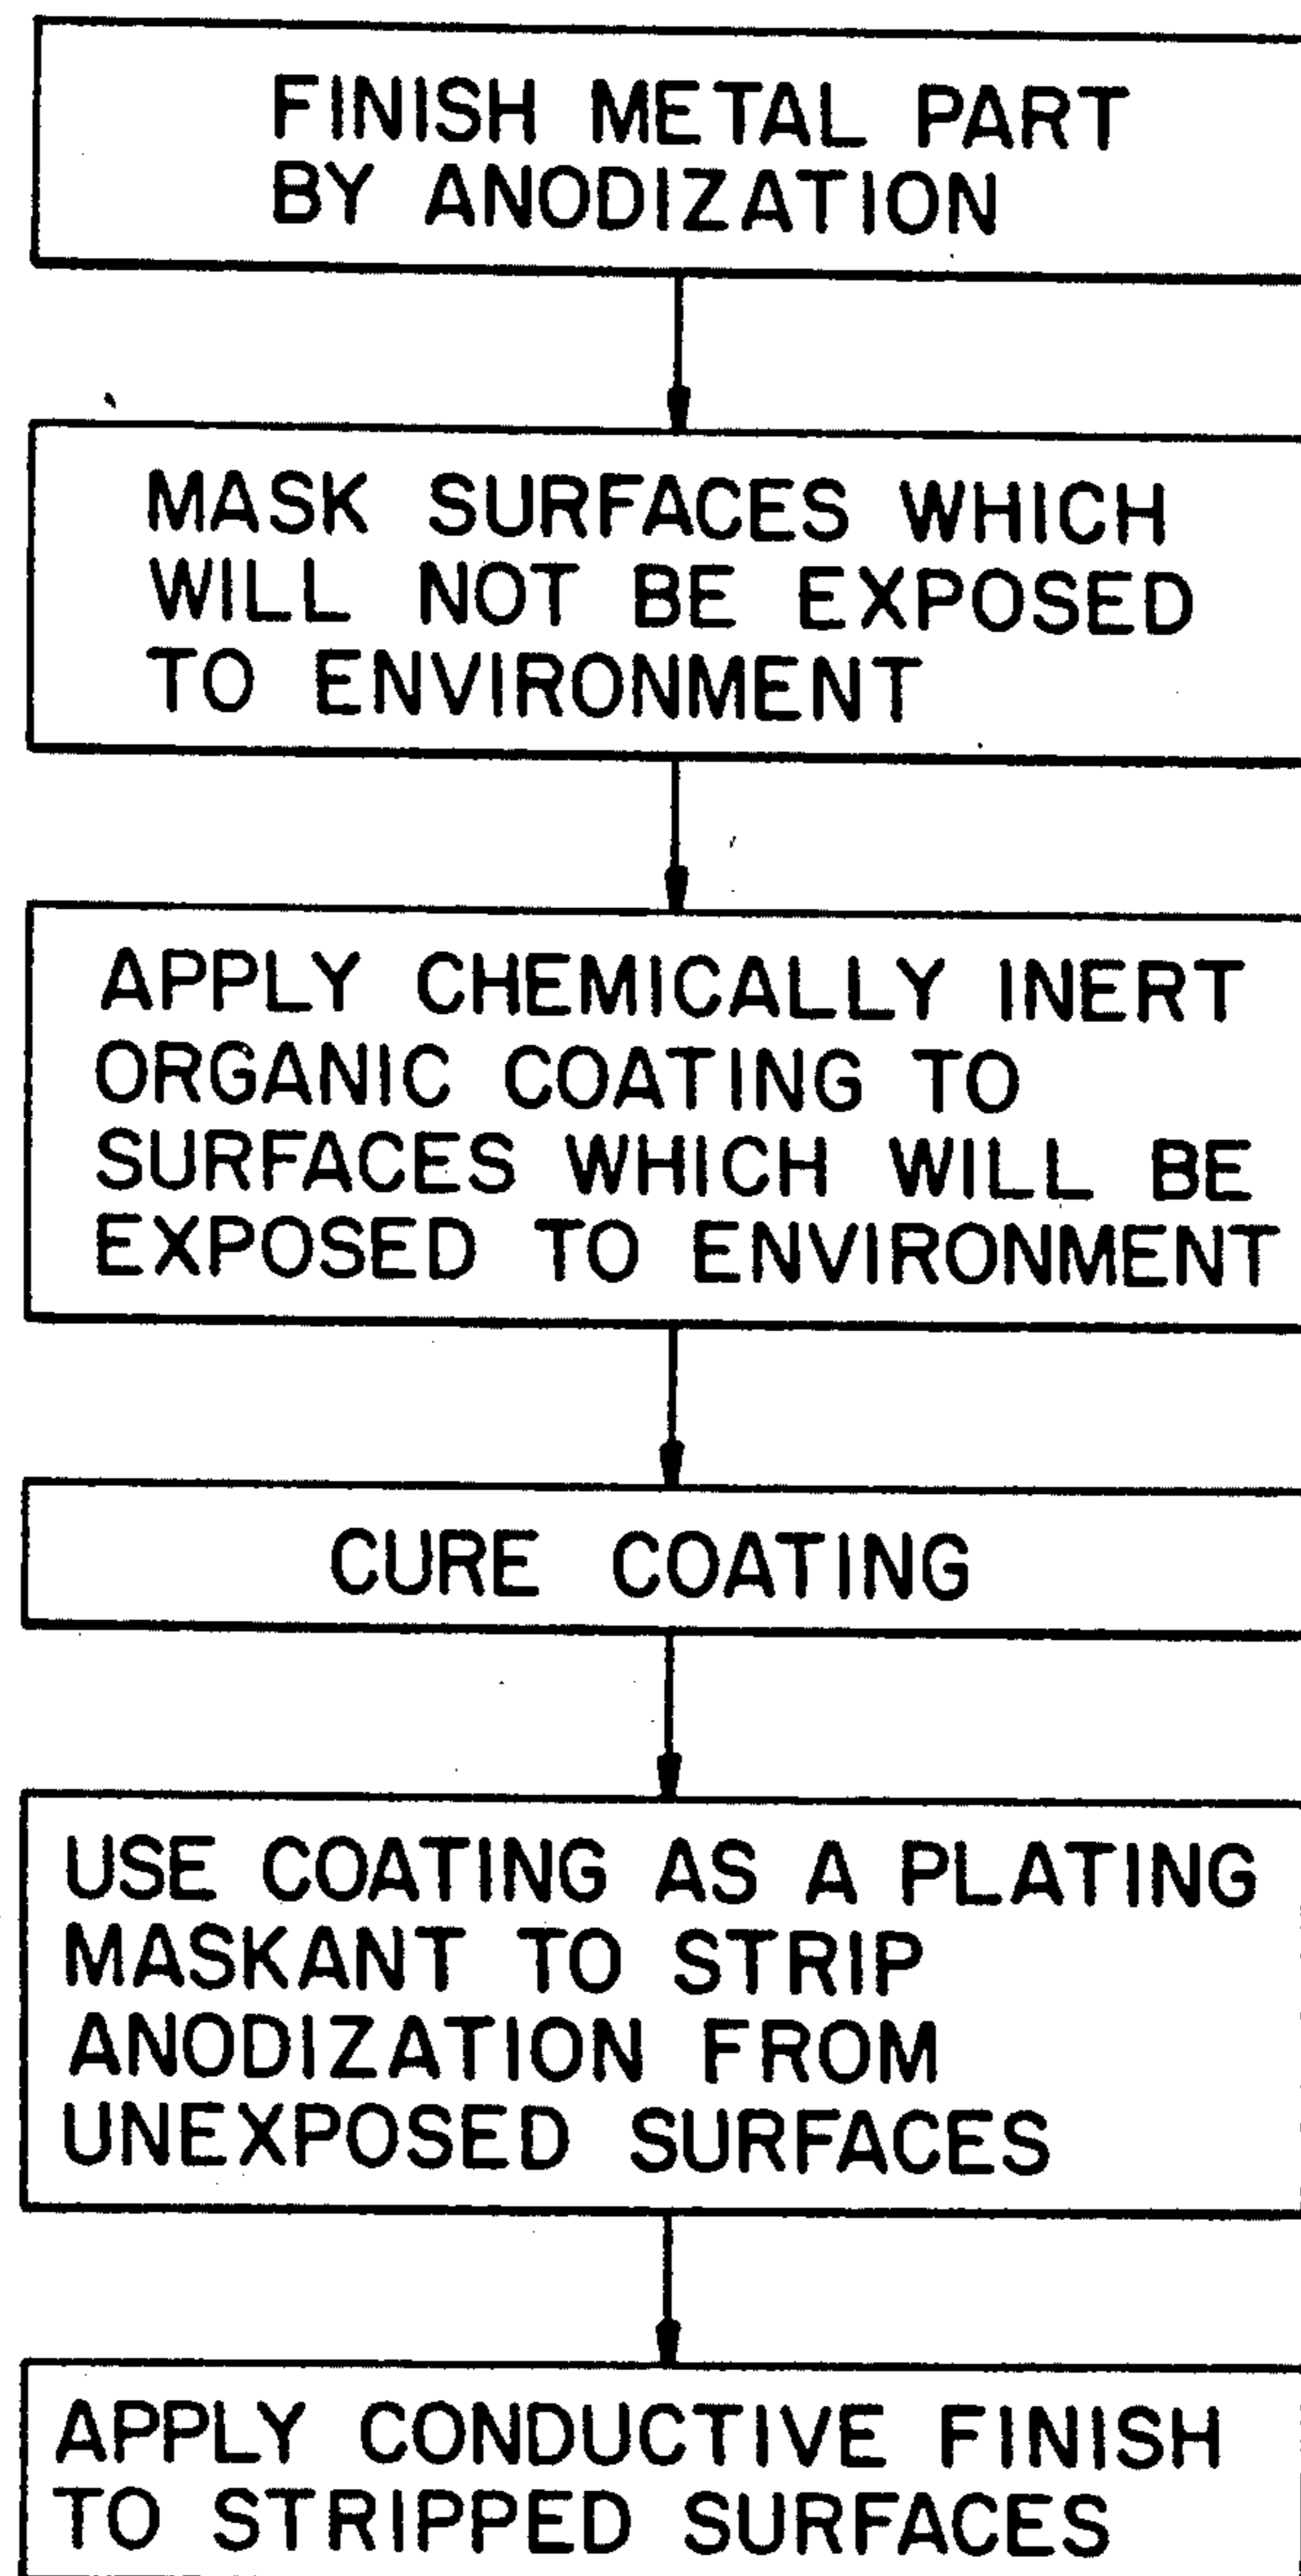 FINISH METAL PART
BY ANODIZATION
MASK SURFACES WHICH
WILL NOT BE EXPOSED
TO ENVIRONMENT
APPLY CHEMICALLY INERT
ORGANIC COATING TO
SURFACES WHICH WILL BE
EXPOSED TO ENVIRONMENT
CURE COATING
USE COATING AS A PLATING
MASKANT TO STRIP
ANODIZATION FROM
UNEXPOSED SURFACES
APPLY CONDUCTIVE FINISH
TO STRIPPED SURFACES